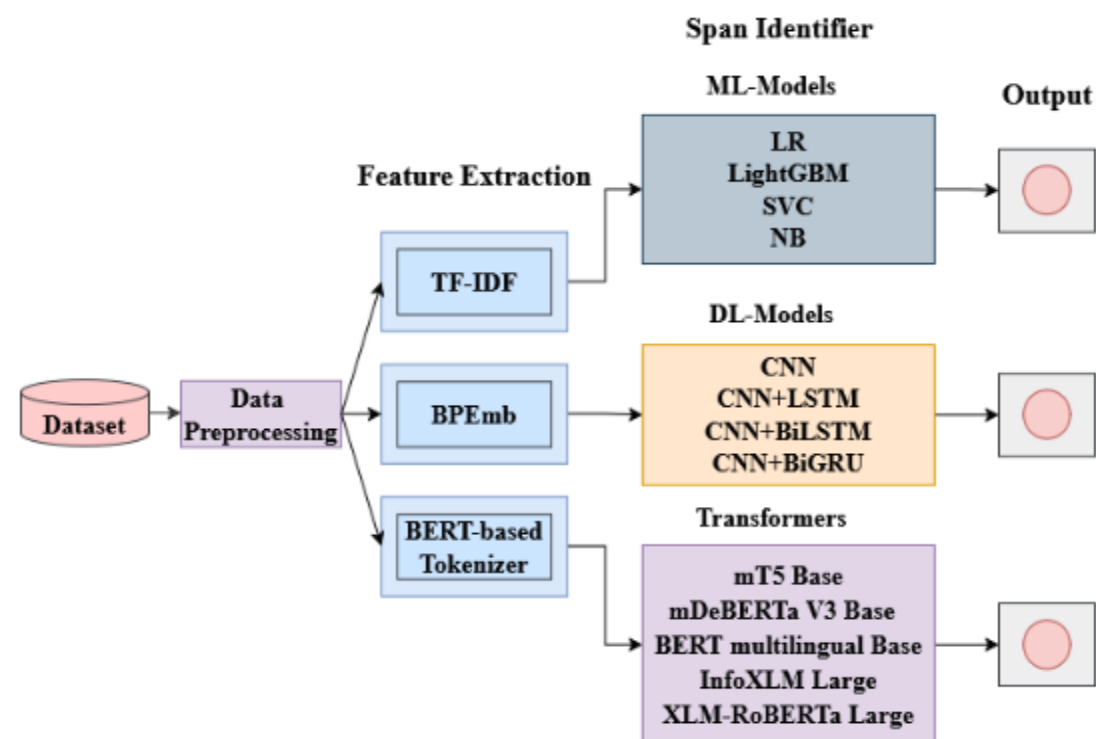 Span Identifier
ML-Models
Output
LR
LightGBM
SVC
NB
Feature Extraction
TF-IDF
DL-Models
CNN
CNN+LSTM
CNN+BiLSTM
CNN+BiGRU
BPEmb
Dataset
Data
Preprocessing
BERT-based
Tokenizer
Transformers
mT5 Base
mDeBERTa V3 Base
BERT multilingual Base
InfoXLM Large
XLM-RoBERTa Large